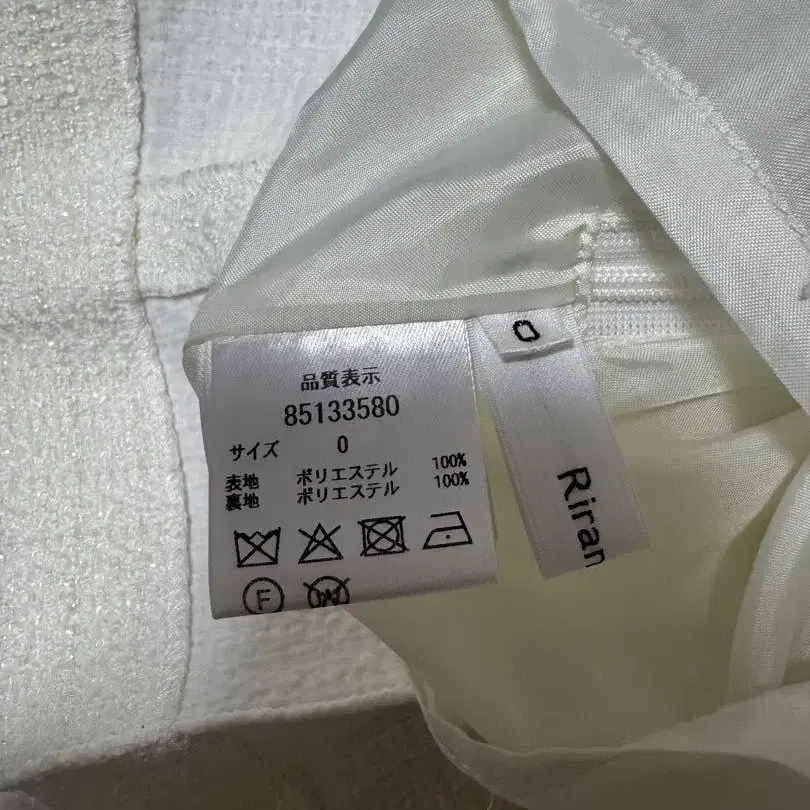 品質表示
85133580
サイズ 0
表地 ポリエステル 100%
裏地 ポリエステル 100%
F
W
0
Riran